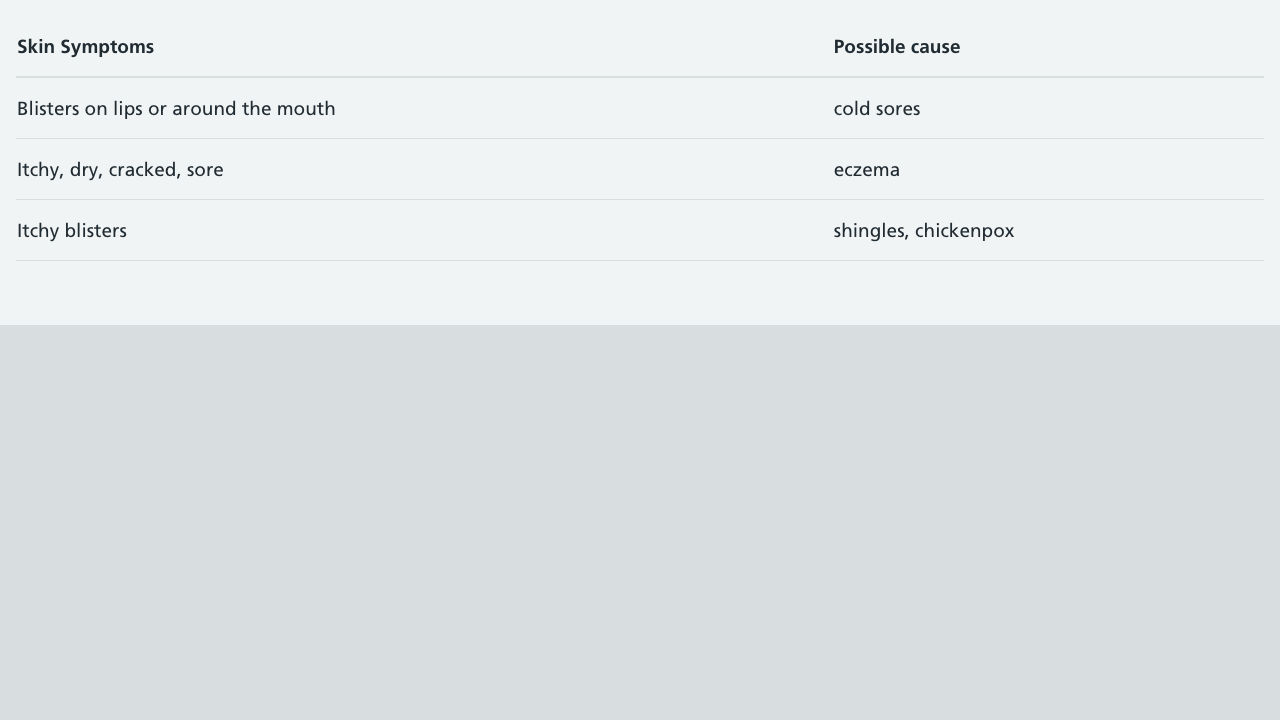 Skin Symptoms Possible cause
Blisters on lips or around the mouth cold sores
Itchy, dry, cracked, sore eczema
Itchy blisters shingles, chickenpox